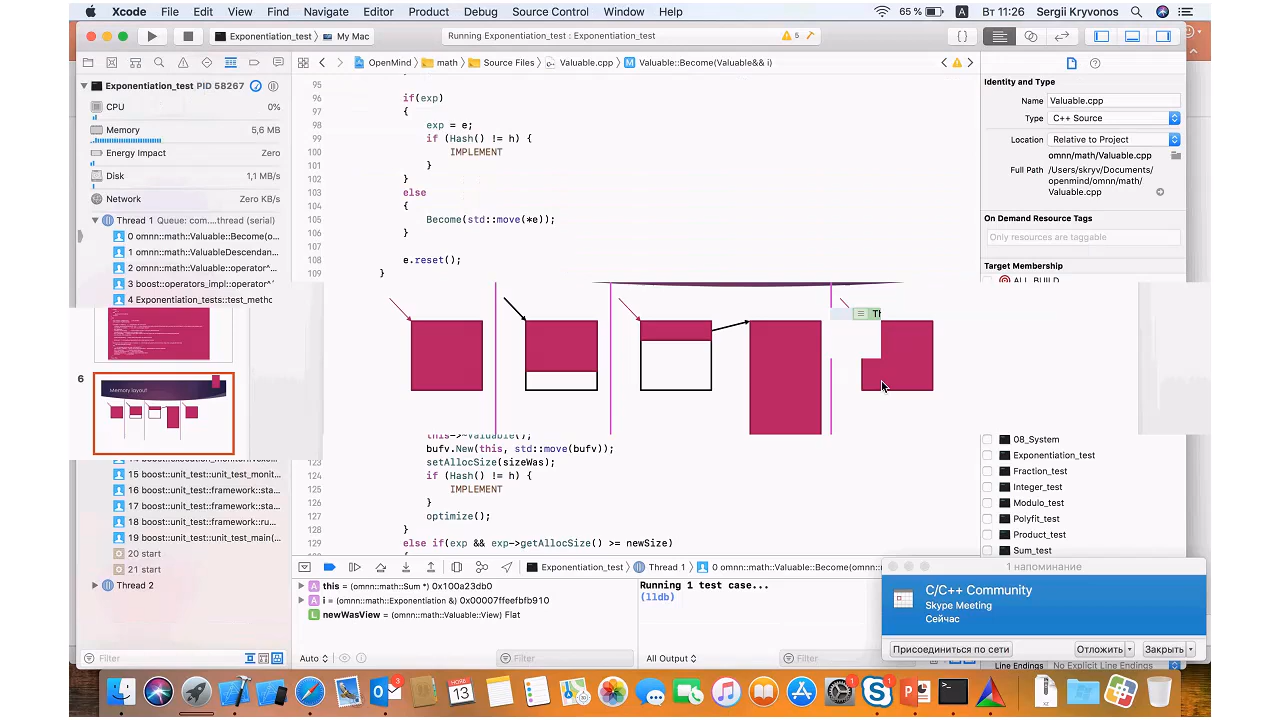 Xcode File Edit View Find Navigate Editor Product Debug Source Control Window Help 65 % A Вт 11:26 Sergii Kryvonos
Exponentiation_test My Mac
5
OpenMind math Source Files Valuable.cpp Valuable::Become(Valuable&& i)
Exponentiation_test PID 58267
CPU 0%
Memory 5,6 MB
Energy Impact Zero
Disk 1,1 MB/s
Network Zero KB/s
Thread 1 Queue: com....thread (serial)
0 omnn::math::Valuable::Become(o...
1 omnn::math::ValuableDescendan...
2 omnn::math::Valuable::operator^...
3 boost::operators_impl::operator^
4 Exponentiation_tests::test_metho
6
Memory layout
15 boost::unit_test::unit_test_monit...
16 boost::unit_test::framework::sta...
17 boost::unit_test::framework::sta...
18 boost::unit_test::framework::ru...
19 boost::unit_test::unit_test_main(...
20 start
21 start
Thread 2
Filter
95
96 if(exp)
97 {
98 exp = e;
99 if (Hash() != h) {
100 IMPLEMENT
101 }
102 }
103 else
104 {
105 Become(std::move(*e));
106 }
107
108 e.reset();
109 }
Th
this->~Valuable();
bufv.New(this, std::move(bufv));
123 setAllocSize(sizeWas);
124 if (Hash() != h) {
125 IMPLEMENT
126 }
127 optimize();
128 }
129 else if(exp && exp->getAllocSize() >= newSize)
Exponentiation_test Thread 1 0 omnn::math::Valuable::Become(omnn:
this = (omnn::math::Sum *) 0x100a23db0
i = (omnn::math::Exponentiation &) 0x00007ffeefbfb910
newWasView = (omnn::math::Valuable::View) Flat
Auto
Filter
Running 1 test case...
(lldb)
All Output
Filter
Identity and Type
Name Valuable.cpp
Type C++ Source
Location Relative to Project
omnn/math/Valuable.cpp
Full Path /Users/skryv/Documents/
openmind/omnn/math/
Valuable.cpp
On Demand Resource Tags
Only resources are taggable
Target Membership
ALL_BUILD
08_System
Exponentiation_test
Fraction_test
Integer_test
Modulo_test
Polyfit_test
Product_test
Sum_test
1 напоминание
C/C++ Community
Skype Meeting
Сейчас
Присоединиться по сети Отложить Закрыть
Line Endings No Explicit Line Endings
3
НОЯБ
13
1
1